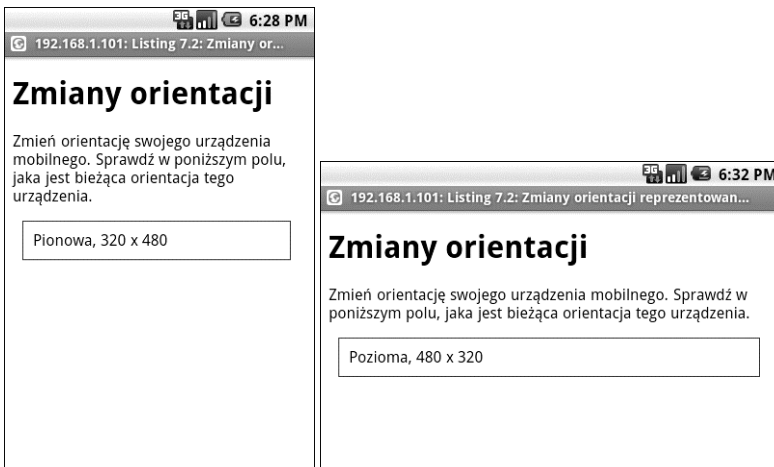 3G 6:28 PM
192.168.1.101: Listing 7.2: Zmiany or...
Zmiany orientacji
Zmień orientację swojego urządzenia
mobilnego. Sprawdź w poniższym polu,
jaka jest bieżąca orientacja tego
urządzenia.
Pionowa, 320 x 480
3G 6:32 PM
192.168.1.101: Listing 7.2: Zmiany orientacji reprezentowan...
Zmiany orientacji
Zmień orientację swojego urządzenia mobilnego. Sprawdź w
poniższym polu, jaka jest bieżąca orientacja tego urządzenia.
Pozioma, 480 x 320